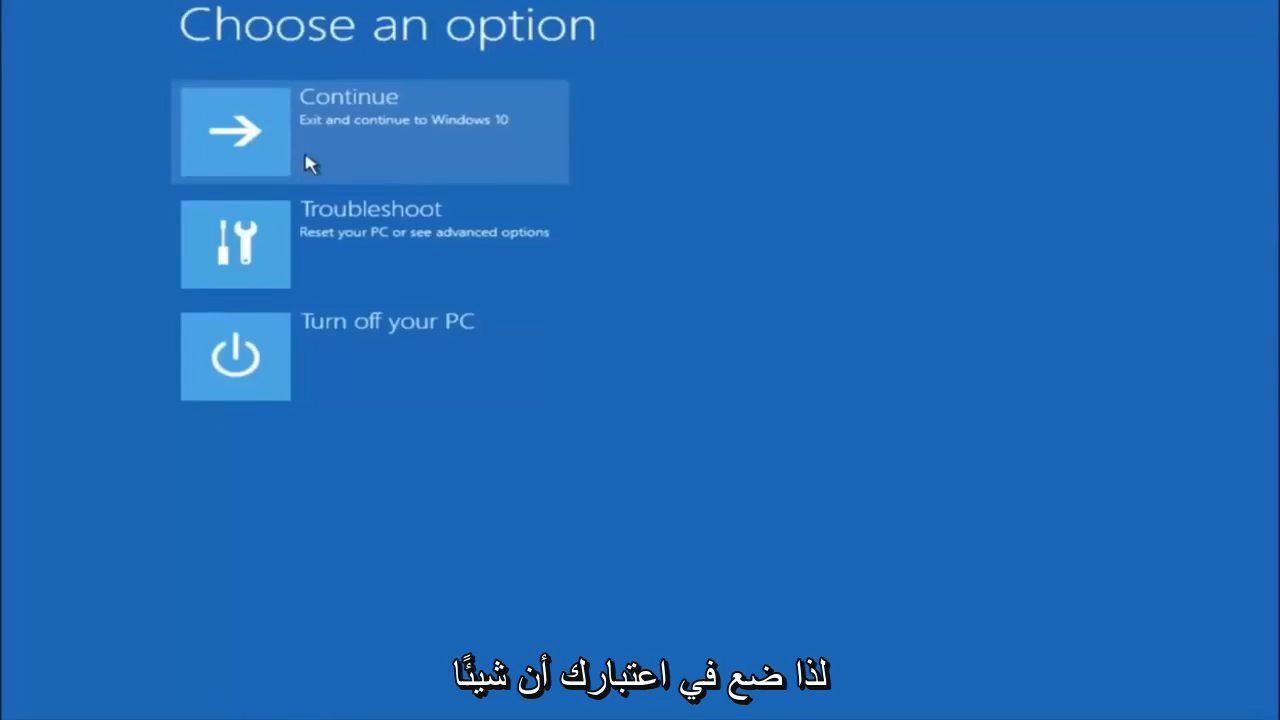 Choose an option
Continue
Exit and continue to Windows 10
Troubleshoot
Reset your PC or see advanced options
Turn off your PC
لذا ضع في اعتبارك أن شيئًا